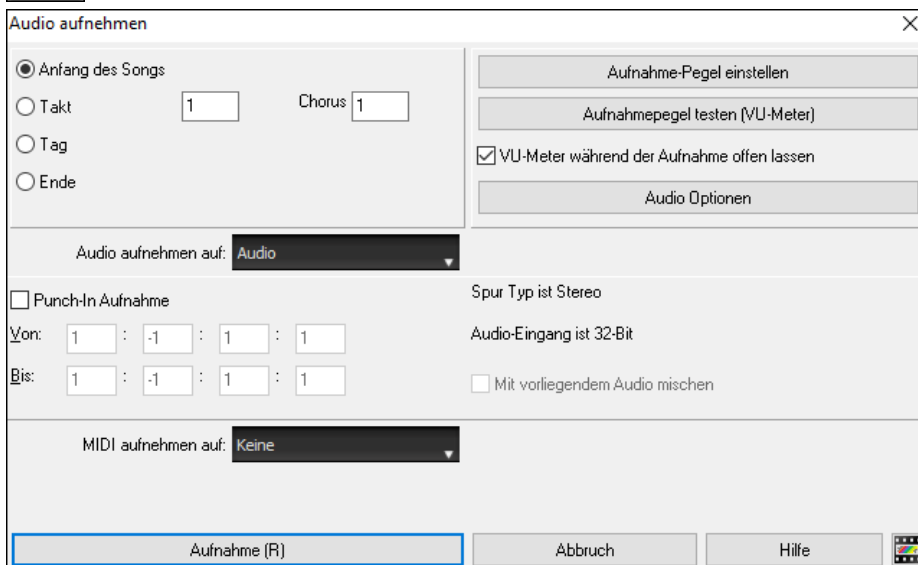 Audio aufnehmen
Anfang des Songs
Takt 1 Chorus 1
Tag
Ende
Aufnahme-Pegel einstellen
Aufnahmepegel testen (VU-Meter)
VU-Meter während der Aufnahme offen lassen
Audio Optionen
Audio aufnehmen auf: Audio
Punch-In Aufnahme
Von: 1 : -1 : 1 : 1
Bis: 1 : -1 : 1 : 1
Spur Typ ist Stereo
Audio-Eingang ist 32-Bit
Mit vorliegendem Audio mischen
MIDI aufnehmen auf: Keine
Aufnahme (R) Abbruch Hilfe